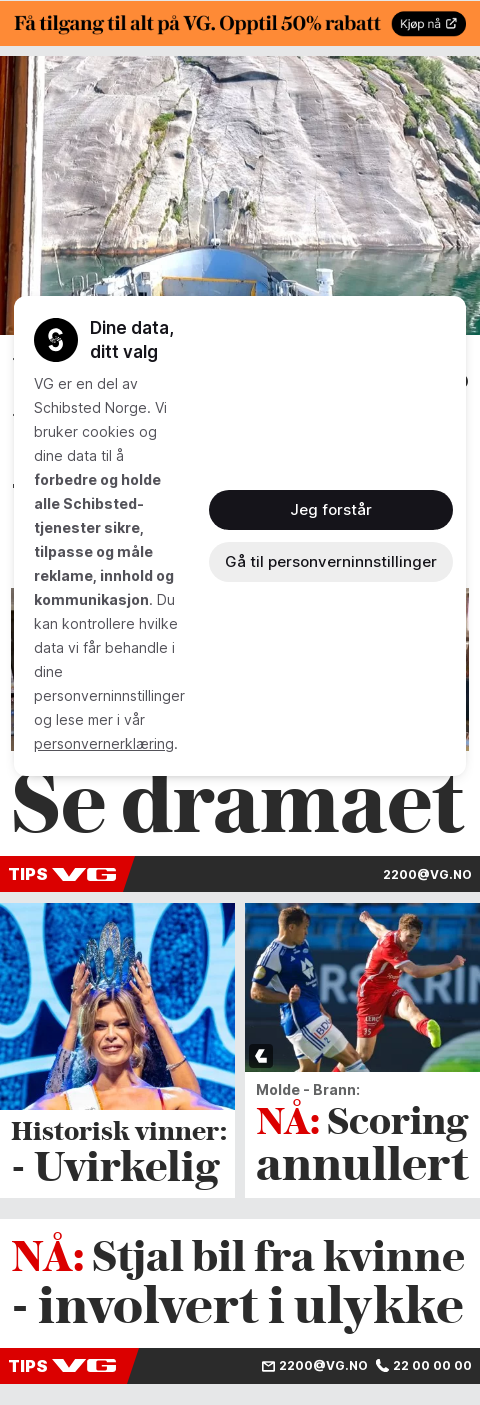 Få tilgang til alt på VG. Opptil 50% rabatt
Kjøp nå
Dine data,
ditt valg
VG er en del av
Schibsted Norge. Vi
bruker cookies og
dine data til å
forbedre og holde
alle Schibsted-
tjenester sikre,
tilpasse og måle
reklame, innhold og
kommunikasjon. Du
kan kontrollere hvilke
data vi får behandle i
dine
personverninnstillinger
og lese mer i vår
personvernerklæring.
Jeg forstår
Gå til personverninnstillinger
Se dramaet
TIPS VG
2200@VG.NO
Historisk vinner:
- Uvirkelig
Molde - Brann:
NÅ: Scoring
annullert
NÅ: Stjal bil fra kvinne
- involvert i ulykke
TIPS VG
2200@VG.NO 22 00 00 00